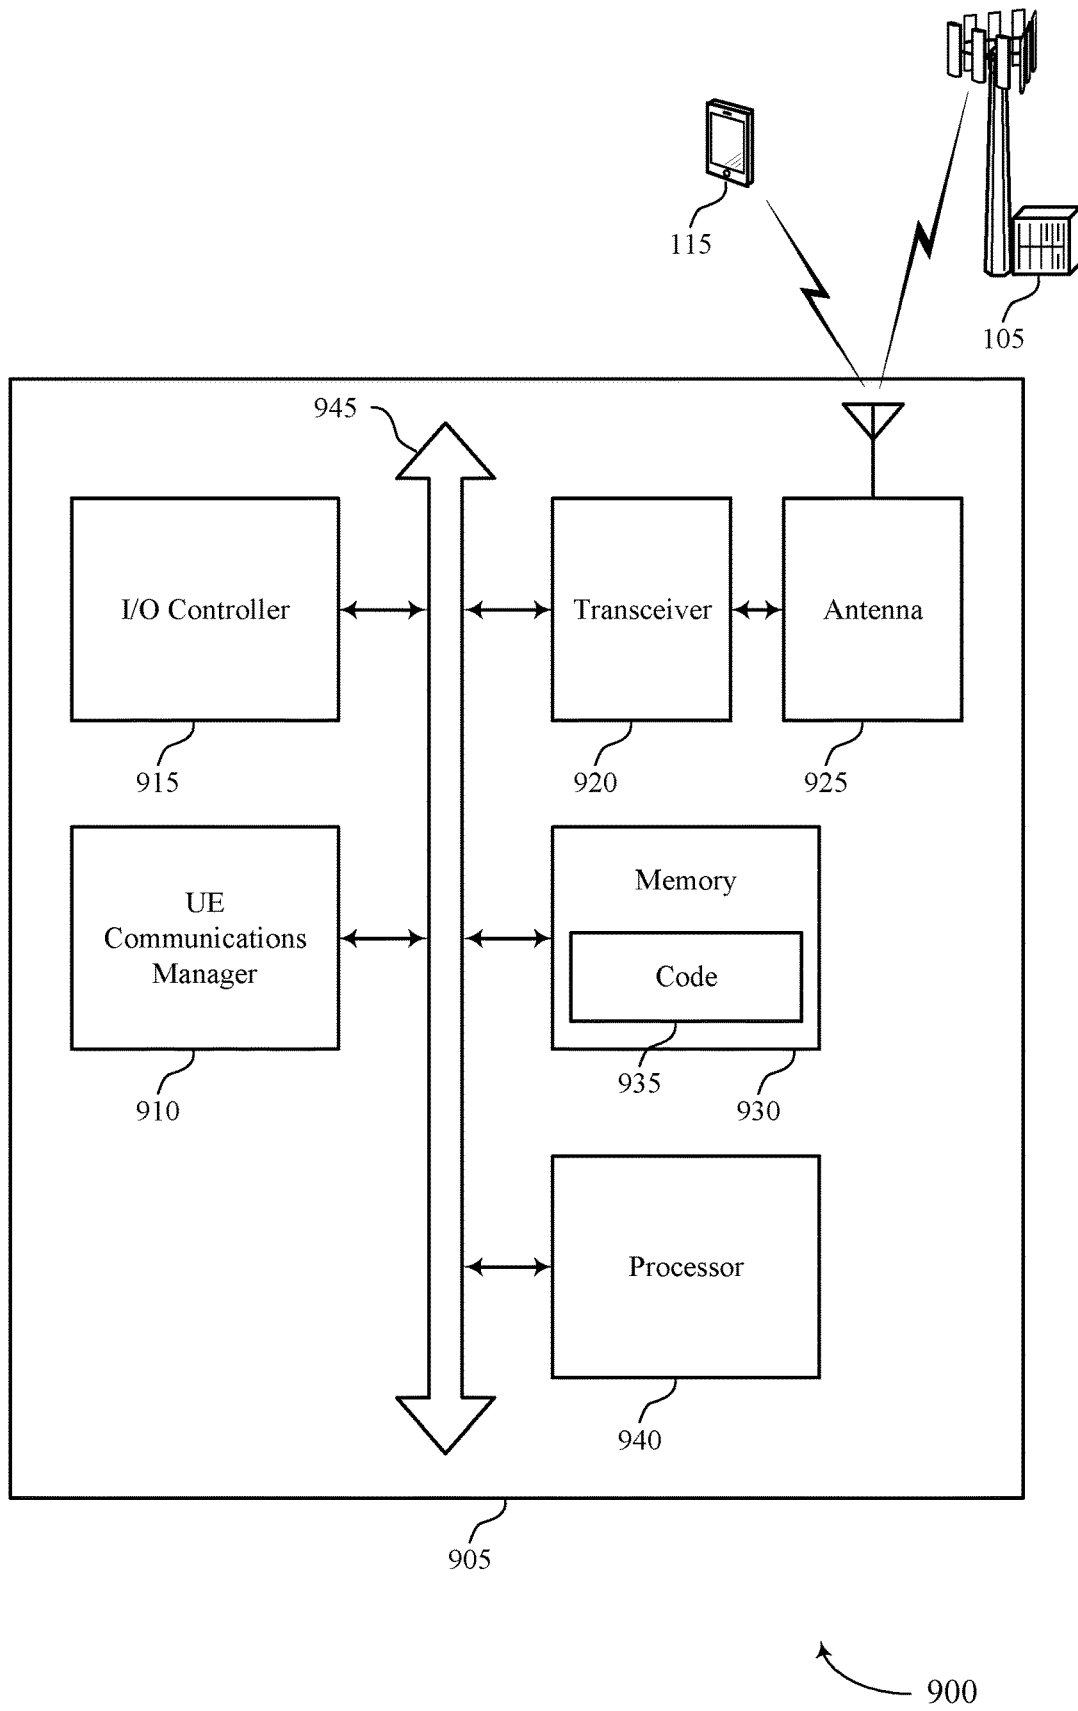 115
105
945
I/O Controller
Transceiver
Antenna
915
920
925
UE
Communications
Manager
Memory
Code
910
935
930
Processor
940
905
900